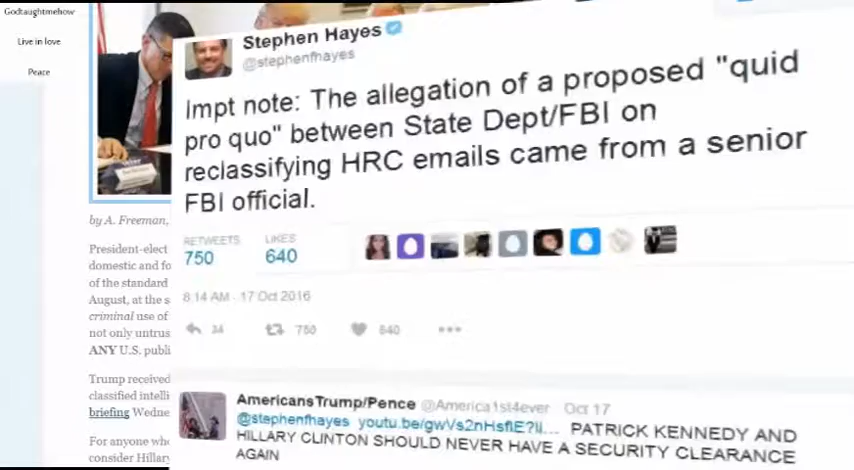 Godtaughtmehow
Live in love
Peace
Stephen Hayes
@stephenfhayes
Impt note: The allegation of a proposed "quid
pro quo" between State Dept/FBI on
reclassifying HRC emails came from a senior
FBI official.
RETWEETS LIKES
750 640
8:14 AM - 17 Oct 2016
34 750 640
AmericansTrump/Pence @America1st4ever Oct 17
@stephenfhayes youtu.be/gwVs2nHsflE?li... PATRICK KENNEDY AND
HILLARY CLINTON SHOULD NEVER HAVE A SECURITY CLEARANCE
AGAIN
by A. Freeman,
President-elect
domestic and fo
of the standard
August, at the s
criminal use of
not only untrus
ANY U.S. publi
Trump received
classified intelli
briefing Wedne
For anyone who
consider Hillary